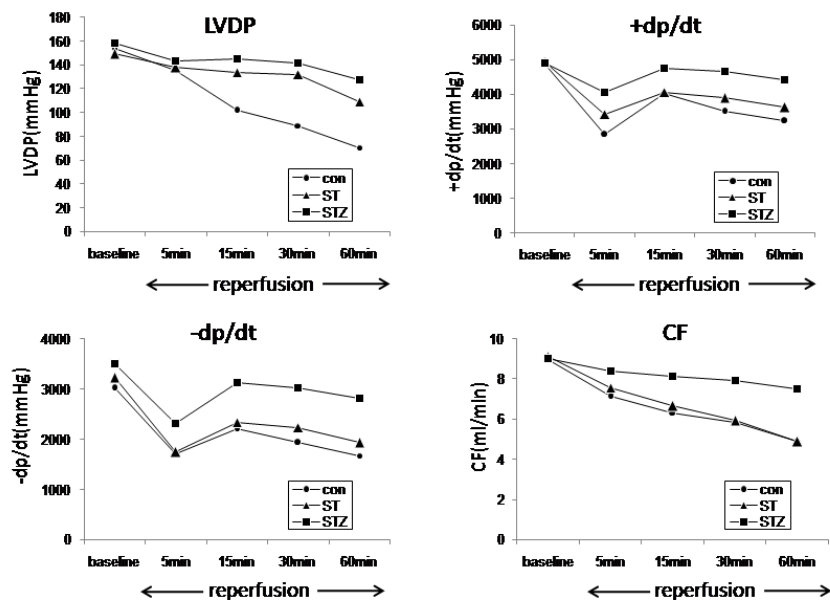 LVDP
LVDP(mmHg)
180
160
140
120
100
80
60
40
20
0
con
ST
STZ
baseline 5min 15min 30min 60min
reperfusion
+dp/dt
+dp/dt(mmHg)
6000
5000
4000
3000
2000
1000
0
con
ST
STZ
baseline 5min 15min 30min 60min
reperfusion
-dp/dt
-dp/dt(mmHg)
4000
3000
2000
1000
0
con
ST
STZ
baseline 5min 15min 30min 60min
reperfusion
CF
CF(ml/min)
10
8
6
4
2
0
con
ST
STZ
baseline 5min 15min 30min 60min
reperfusion